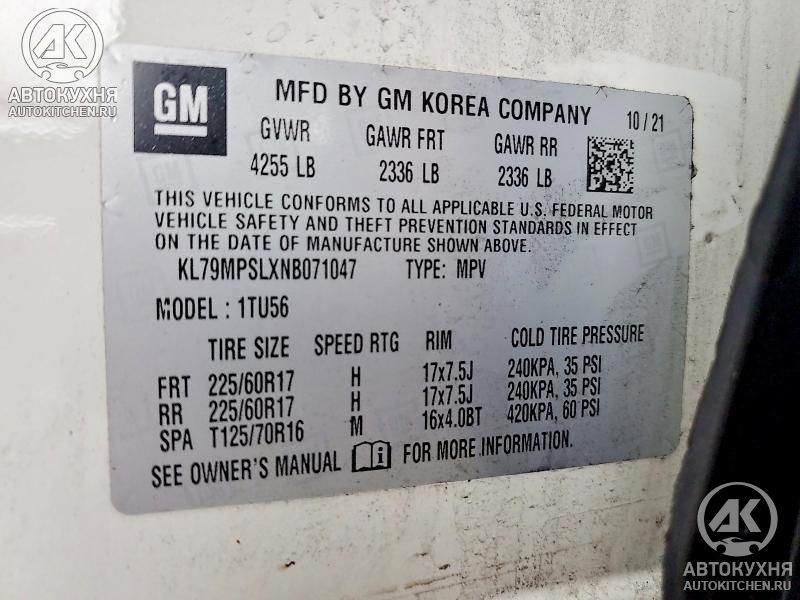 AK
АВТОКУХНЯ
AUTOKITCHEN.RU
GM
MFD BY GM KOREA COMPANY 10 / 21
GVWR GAWR FRT GAWR RR
4255 LB 2336 LB 2336 LB
THIS VEHICLE CONFORMS TO ALL APPLICABLE U.S. FEDERAL MOTOR
VEHICLE SAFETY AND THEFT PREVENTION STANDARDS IN EFFECT
ON THE DATE OF MANUFACTURE SHOWN ABOVE.
KL79MPSLXNB071047 TYPE: MPV
MODEL : 1TU56
TIRE SIZE SPEED RTG RIM COLD TIRE PRESSURE
FRT 225/60R17 H 17x7.5J 240KPA, 35 PSI
RR 225/60R17 H 17x7.5J 240KPA, 35 PSI
SPA T125/70R16 M 16x4.0BT 420KPA, 60 PSI
SEE OWNER'S MANUAL FOR MORE INFORMATION.
AK
АВТОКУХНЯ
AUTOKITCHEN.RU